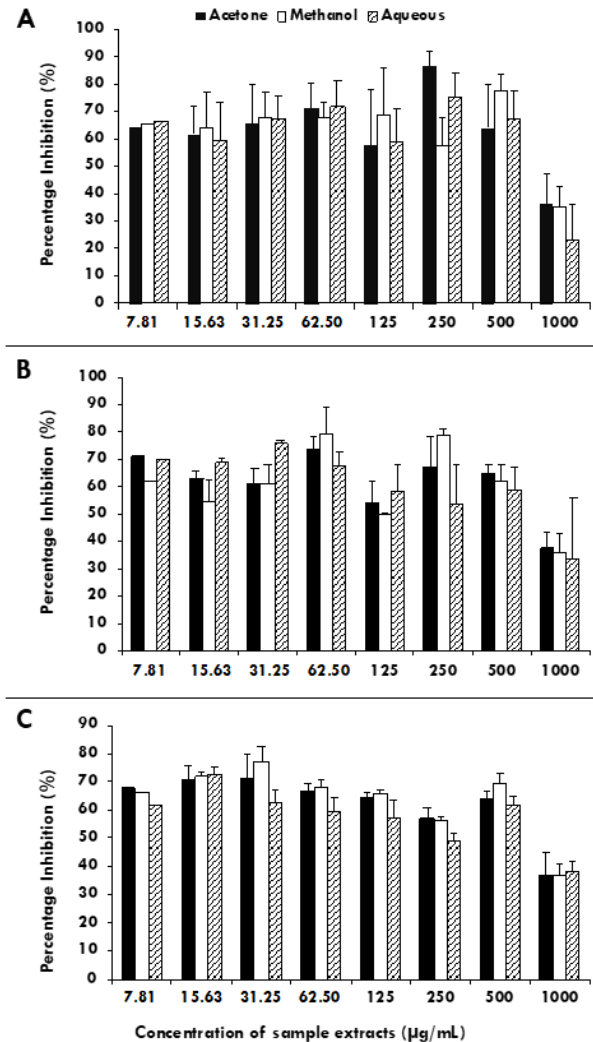 A
Acetone Methanol Aqueous
Percentage Inhibition (%)
100
90
80
70
60
50
40
30
20
10
0
7.81 15.63 31.25 62.50 125 250 500 1000
B
Percentage Inhibition (%)
100
90
80
70
60
50
40
30
20
10
0
7.81 15.63 31.25 62.50 125 250 500 1000
C
Percentage Inhibition (%)
90
80
70
60
50
40
30
20
10
0
7.81 15.63 31.25 62.50 125 250 500 1000
Concentration of sample extracts (µg/mL)